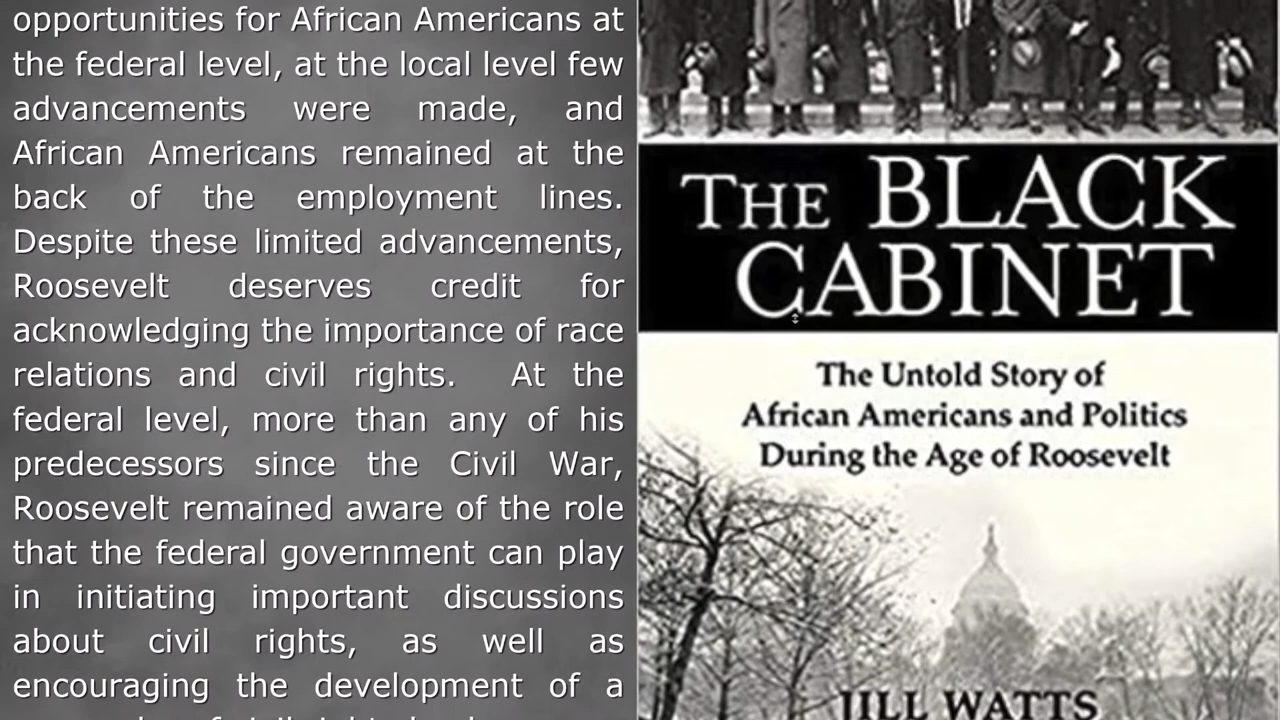 opportunities for African Americans at
the federal level, at the local level few
advancements were made, and
African Americans remained at the
back of the employment lines.
Despite these limited advancements,
Roosevelt deserves credit for
acknowledging the importance of race
relations and civil rights. At the
federal level, more than any of his
predecessors since the Civil War,
Roosevelt remained aware of the role
that the federal government can play
in initiating important discussions
about civil rights, as well as
encouraging the development of a
THE BLACK
CABINET
The Untold Story of
African Americans and Politics
During the Age of Roosevelt
JILL WATTS